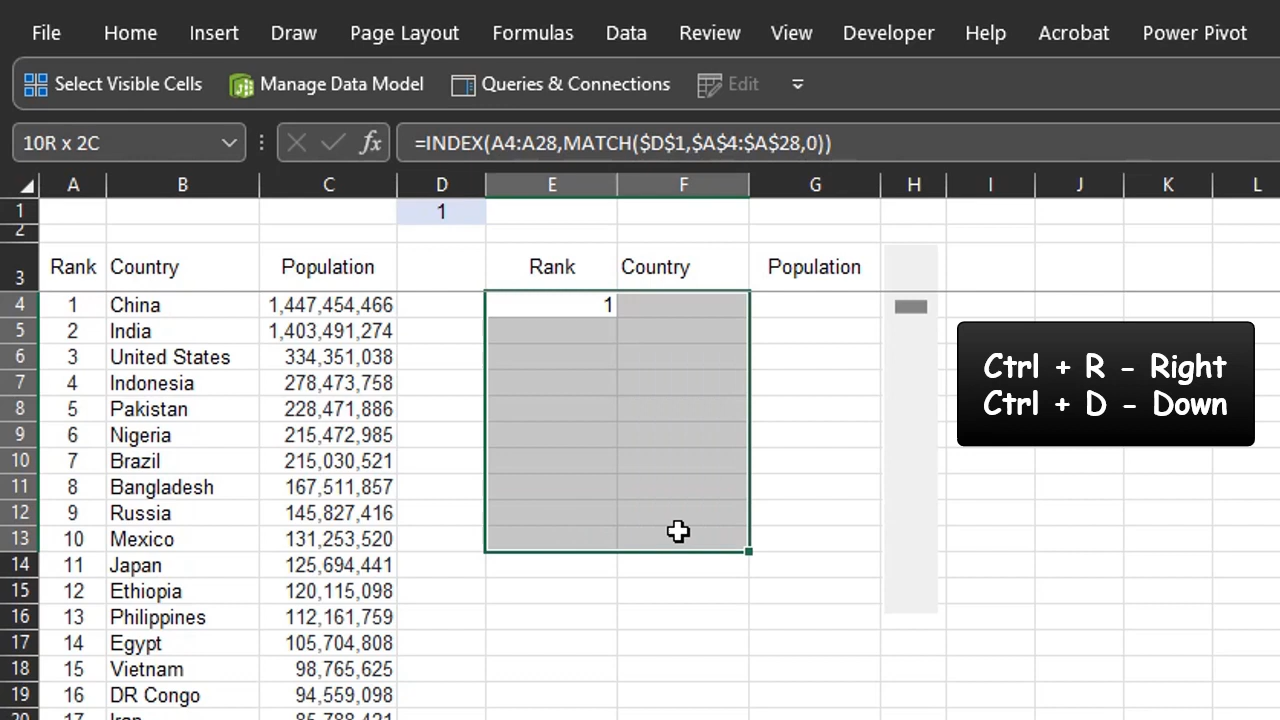 File Home Insert Draw Page Layout Formulas Data Review View Developer Help Acrobat Power Pivot
Select Visible Cells Manage Data Model Queries & Connections Edit
10R x 2C fx =INDEX(A4:A28,MATCH($D$1,$A$4:$A$28,0))
A B C D E F G H I J K L
1 1
2
3 Rank Country Population Rank Country Population
4 1 China 1,447,454,466 1
5 2 India 1,403,491,274
6 3 United States 334,351,038
7 4 Indonesia 278,473,758
8 5 Pakistan 228,471,886
9 6 Nigeria 215,472,985
10 7 Brazil 215,030,521
11 8 Bangladesh 167,511,857
12 9 Russia 145,827,416
13 10 Mexico 131,253,520
14 11 Japan 125,694,441
15 12 Ethiopia 120,115,098
16 13 Philippines 112,161,759
17 14 Egypt 105,704,808
18 15 Vietnam 98,765,625
19 16 DR Congo 94,559,098
20 17 Iran 85,788,421
Ctrl + R - Right
Ctrl + D - Down